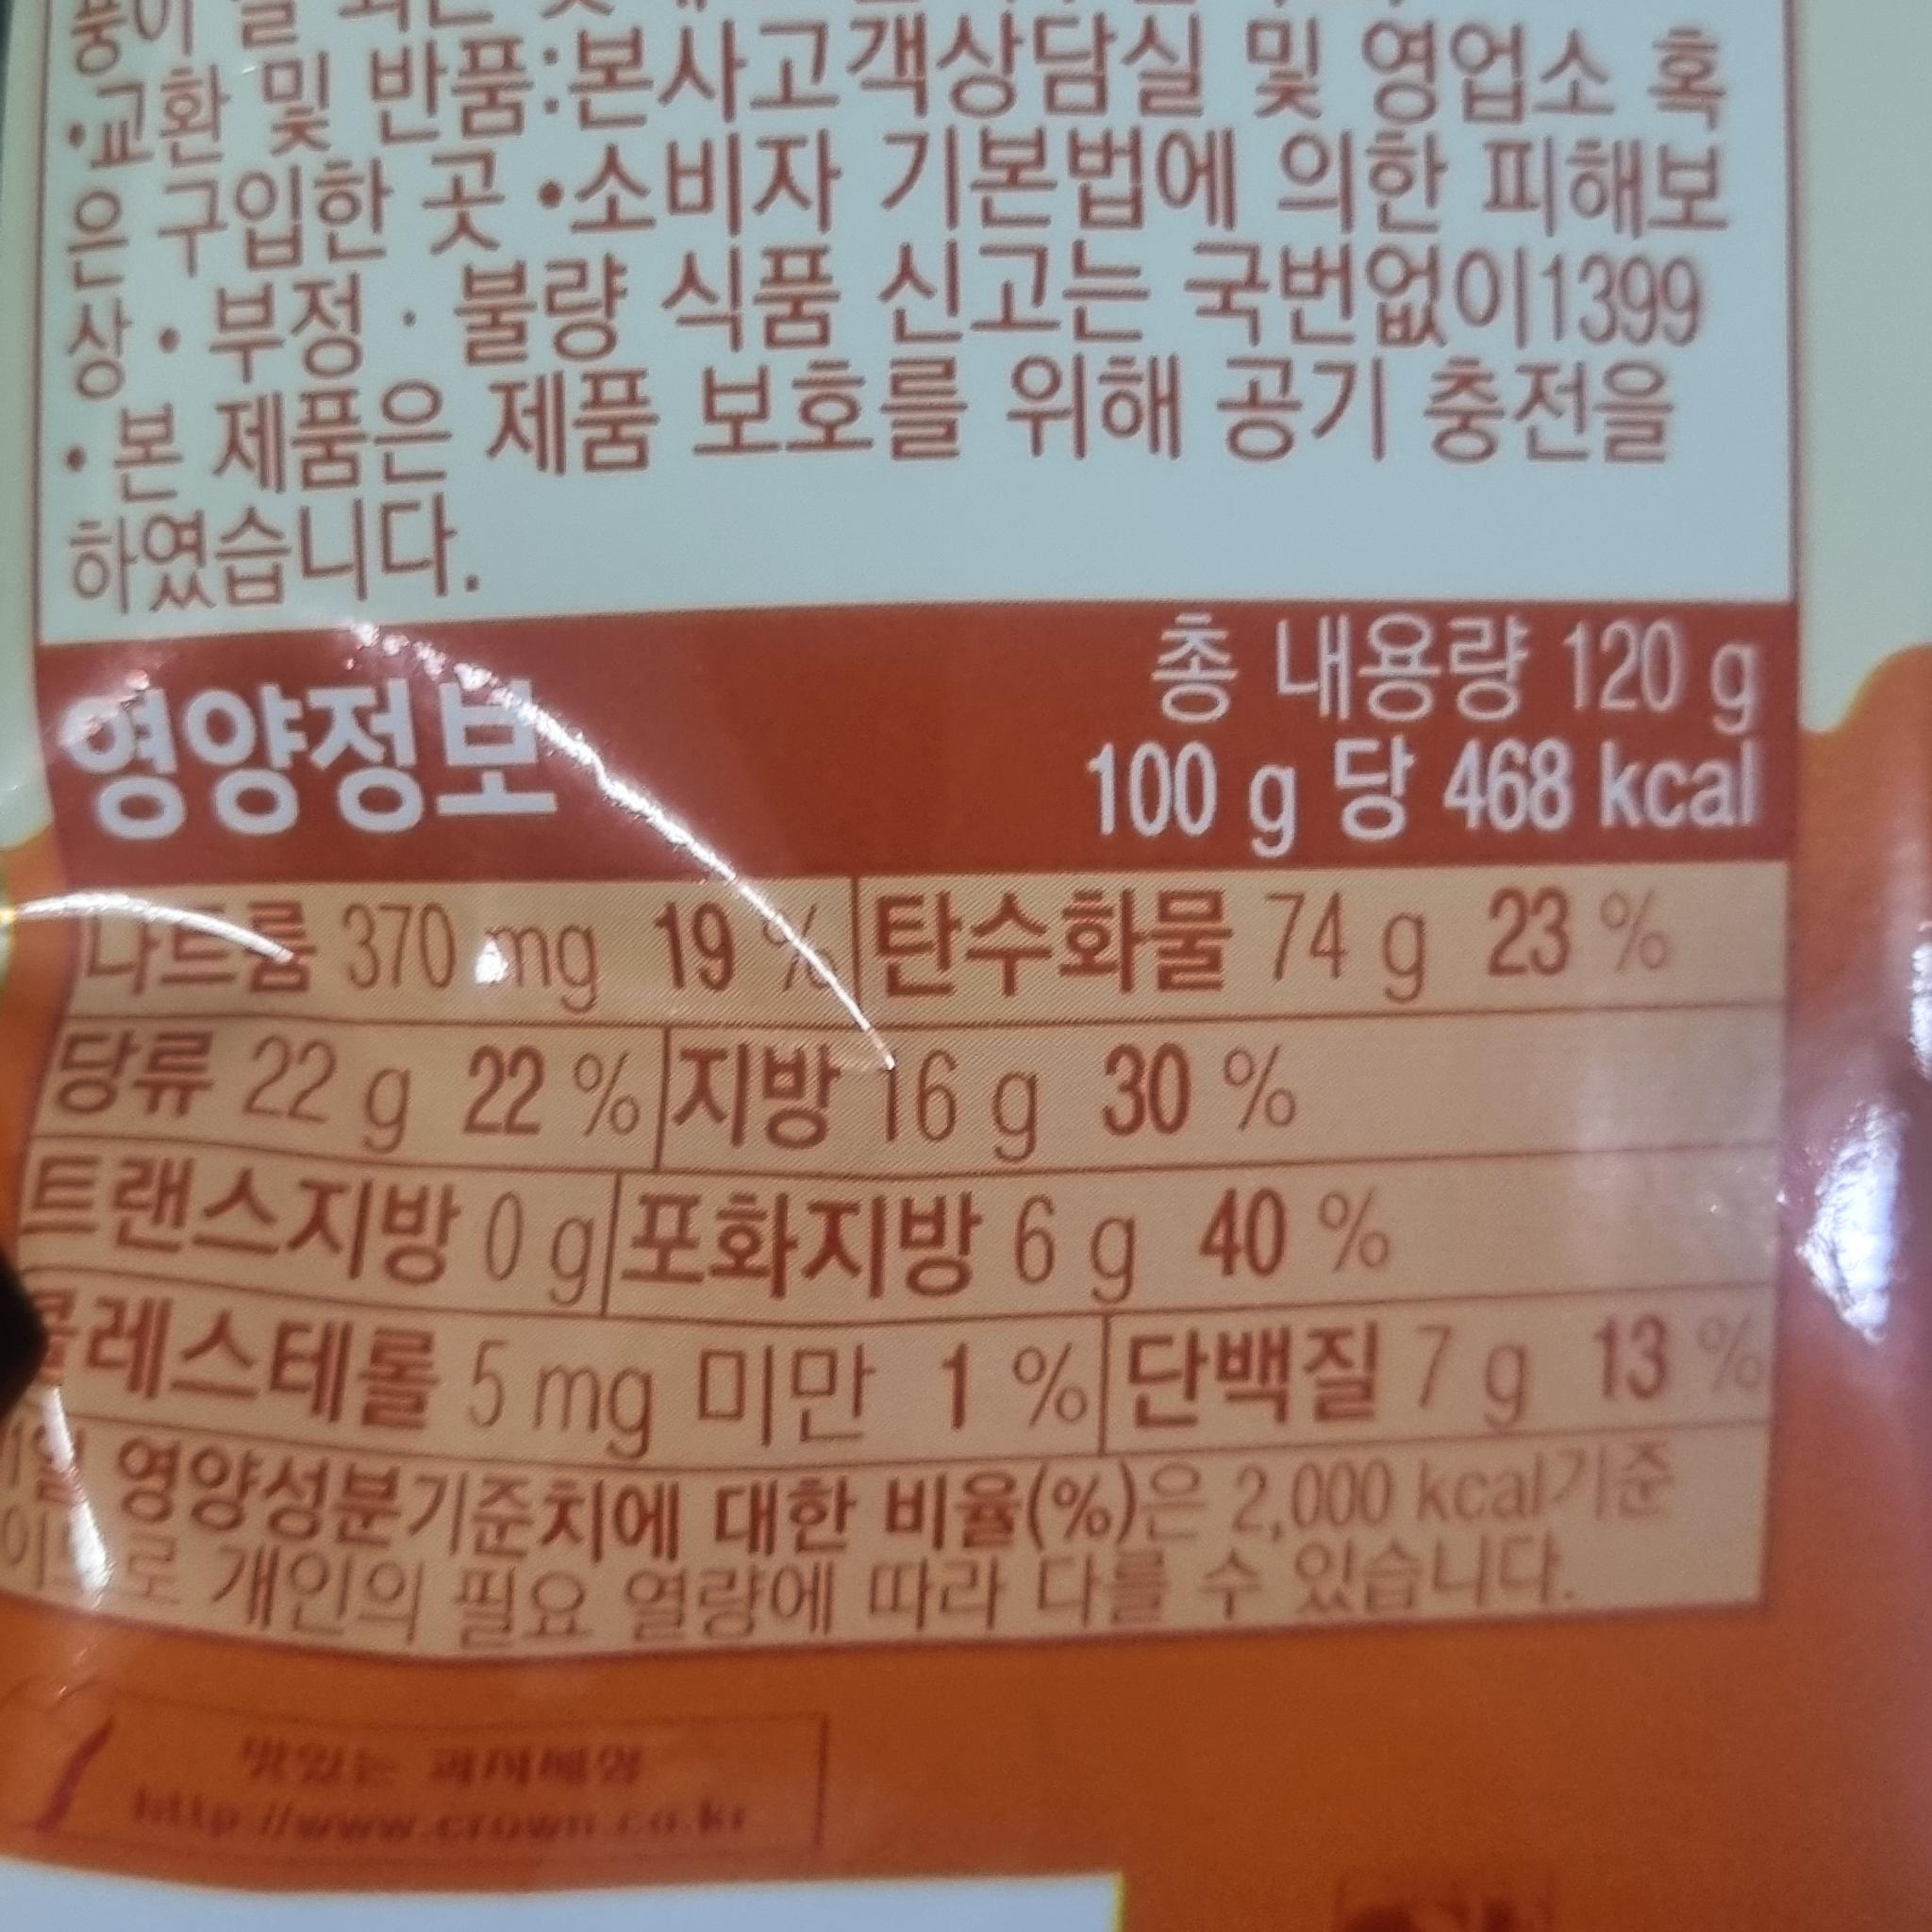 •교환 및 반품:본사고객상담실 및 영업소 혹
은 구입한 곳 •소비자 기본법에 의한 피해보
상 • 부정 · 불량 식품 신고는 국번없이1399
• 본 제품은 제품 보호를 위해 공기 충전을
하였습니다.
영양정보
총 내용량 120 g
100 g 당 468 kcal
나트륨 370 mg 19 % 탄수화물 74 g 23 %
당류 22 g 22 % 지방 16 g 30 %
트랜스지방 0 g 포화지방 6 g 40 %
콜레스테롤 5 mg 미만 1 % 단백질 7 g 13 %
1일 영양성분기준치에 대한 비율(%)은 2,000 kcal기준
개인의 필요 열량에 따라 다를 수 있습니다.
맛있는
http://www.crown.co.kr